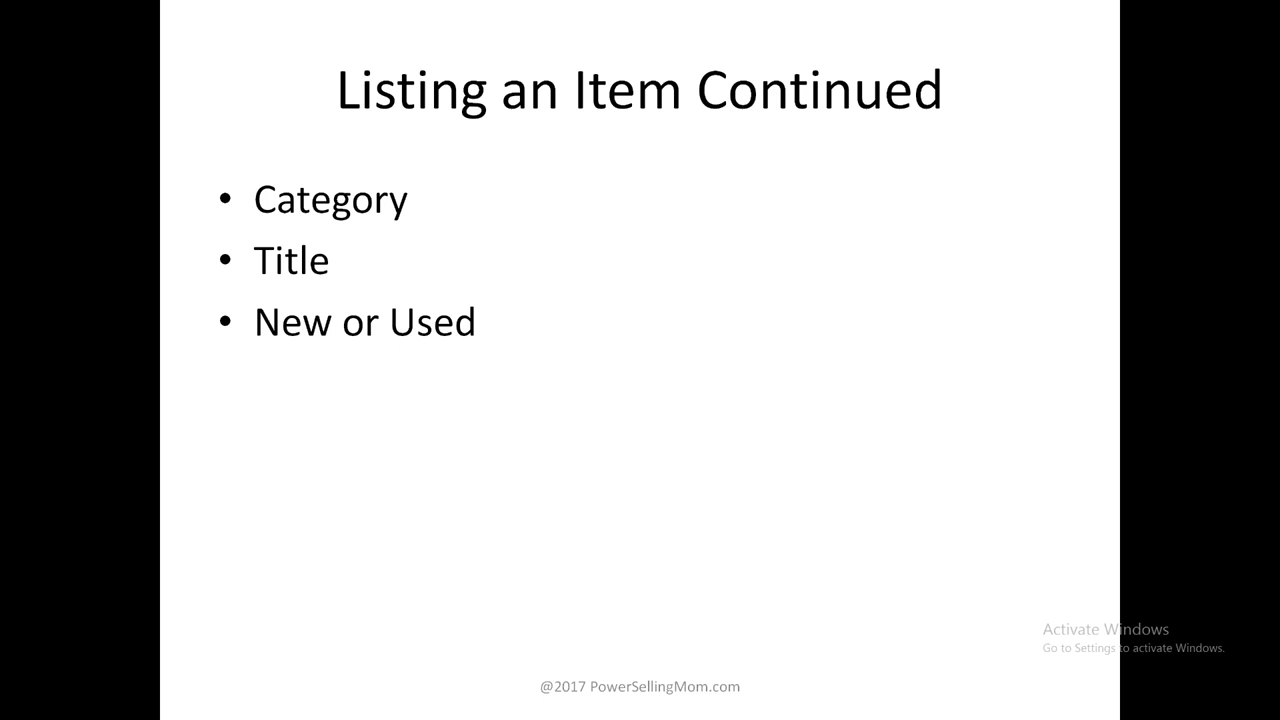 Listing an Item Continued
• Category
• Title
• New or Used
Activate Windows
Go to Settings to activate Windows.
@2017 PowerSellingMom.com